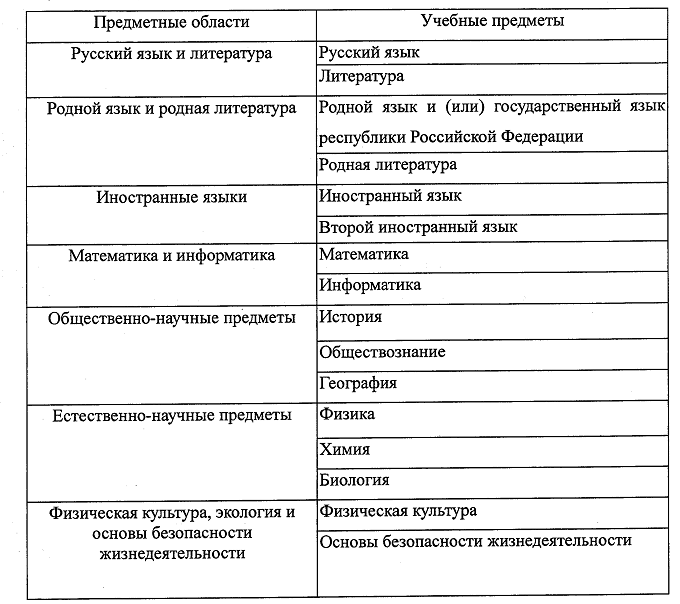 Предметные области
Учебные предметы
Русский язык и литература
Русский язык
Литература
Родной язык и родная литература
Родной язык и (или) государственный язык
республики Российской Федерации
Родная литература
Иностранные языки
Иностранный язык
Второй иностранный язык
Математика и информатика
Математика
Информатика
Общественно-научные предметы
История
Обществознание
География
Естественно-научные предметы
Физика
Химия
Биология
Физическая культура, экология и
основы безопасности
жизнедеятельности
Физическая культура
Основы безопасности жизнедеятельности